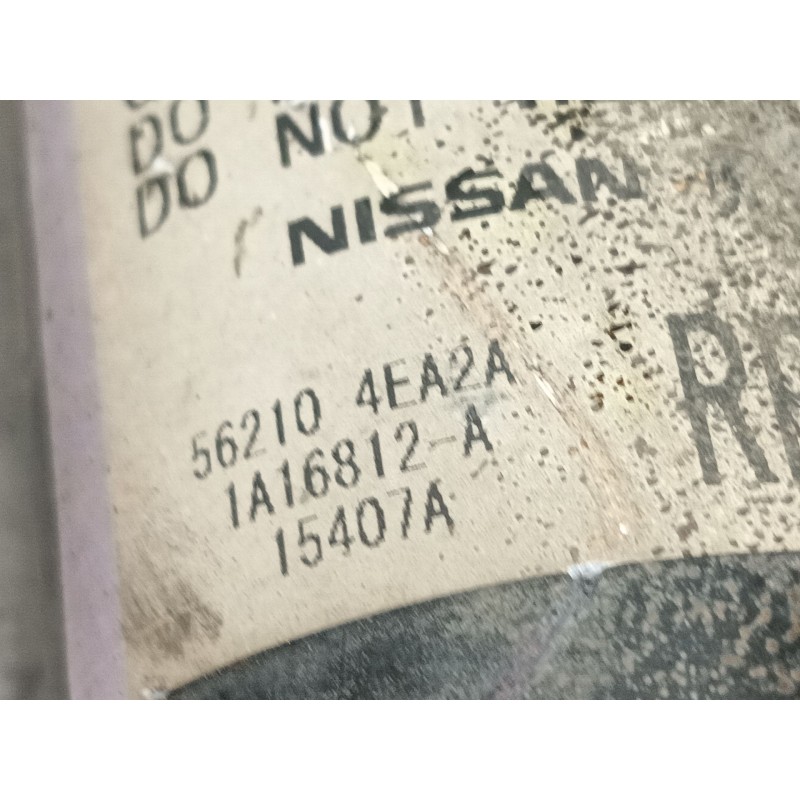 DO
DO NOT
NISSAN
56210 4EA2A
1A16812-A
15407A